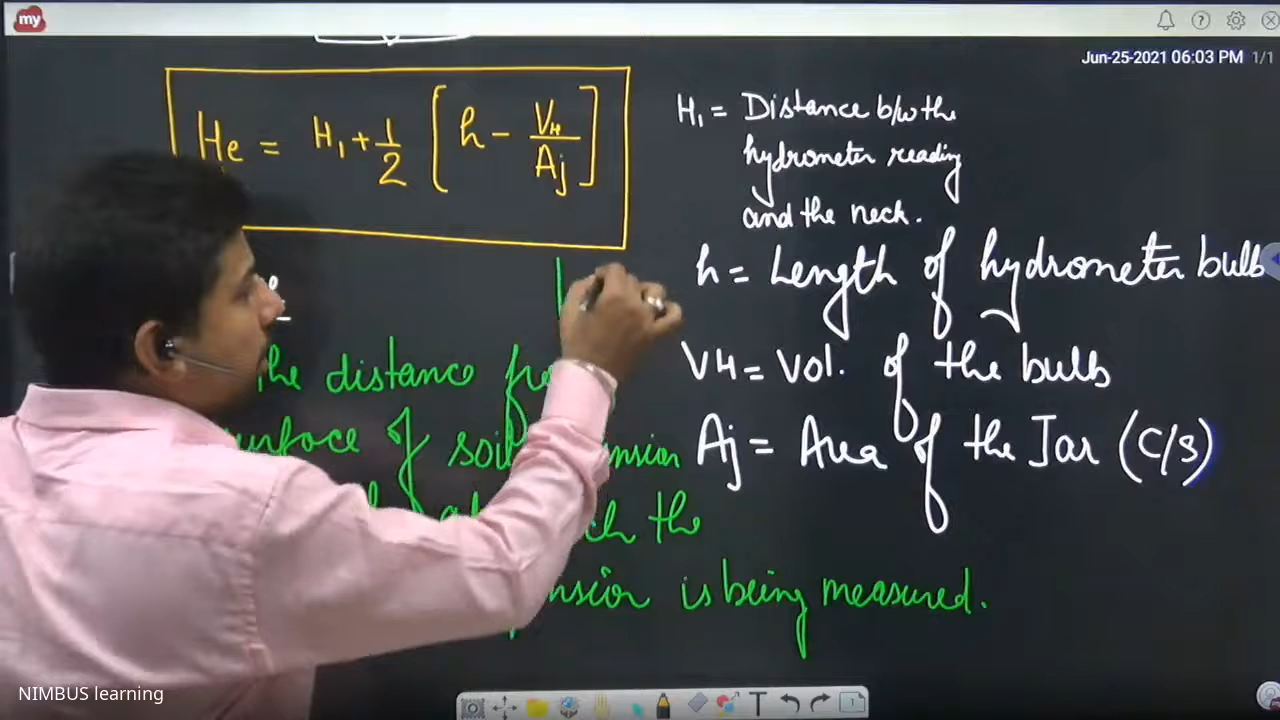 my
Jun-25-2021 06:03 PM 1/1
He = H₁ + 1/2 [h - VH/Aj]
H₁ = Distance b/w the
hydrometer reading
and the neck.
h = Length of hydrometer bulb
VH = Vol. of the bulb
Aj = Area of the Jar (C/S)
the distance
of soil
the
is being measured.
NIMBUS learning